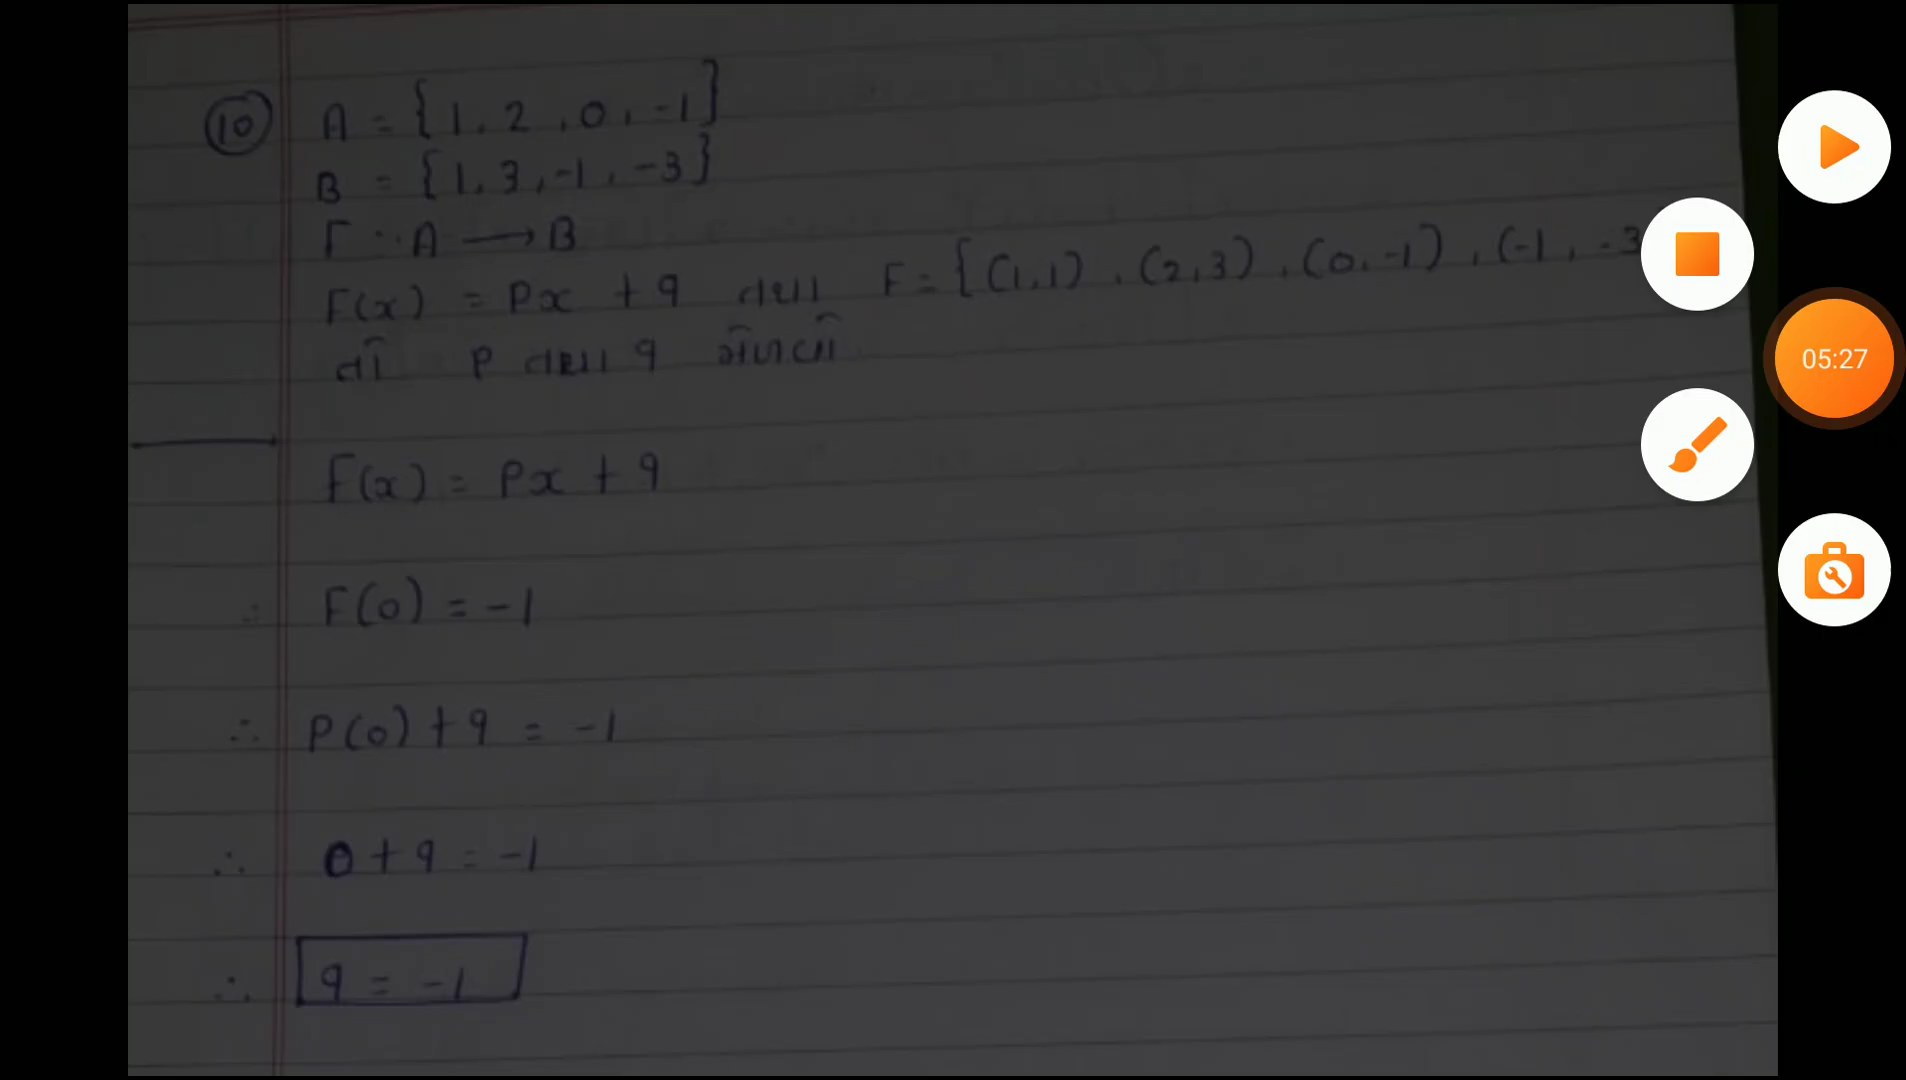 10 A = {1, 2, 0, -1}
B = {1, 3, -1, -3}
F : A → B
F(x) = Px + q તથા F = {(1,1), (2,3), (0,-1), (-1, -3
તો P તથા q મેળવો
F(x) = Px + q
∴ F(0) = -1
∴ P(0) + q = -1
∴ 0 + q = -1
∴ q = -1
05:27